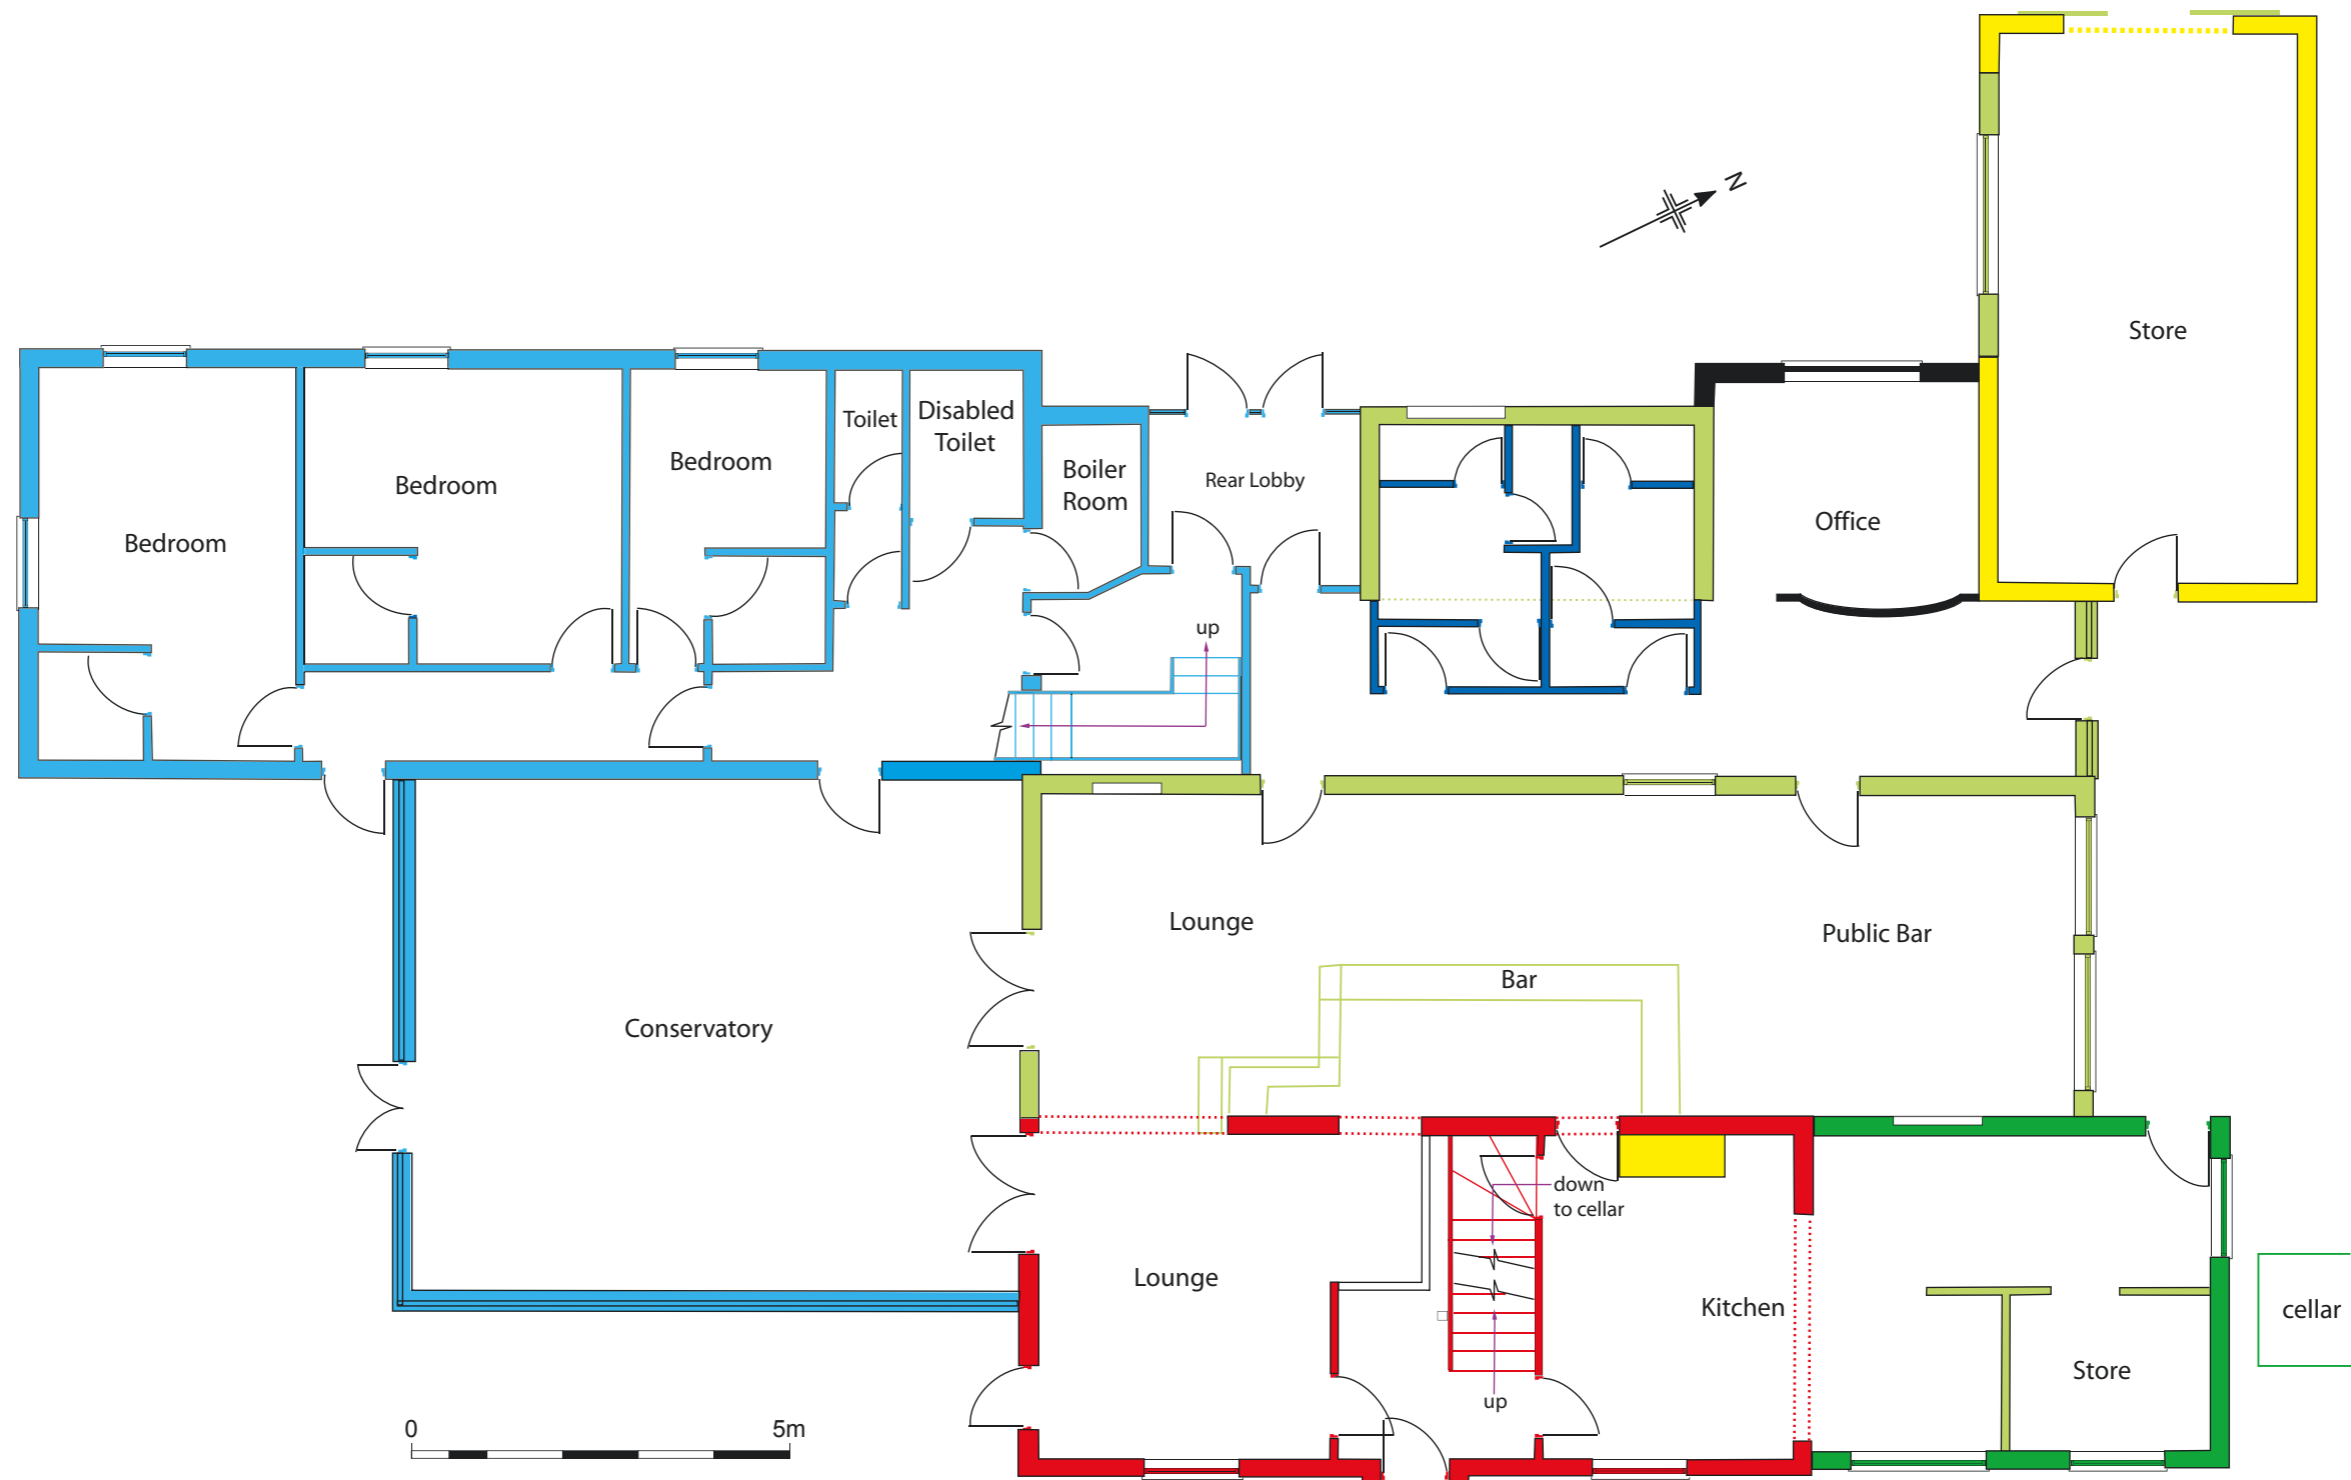 N
Store
Toilet
Disabled
Toilet
Bedroom
Bedroom
Bedroom
Boiler
Room
Rear Lobby
Office
up
Lounge
Public Bar
Bar
Conservatory
down
to cellar
Lounge
Kitchen
cellar
Store
up
0 5m